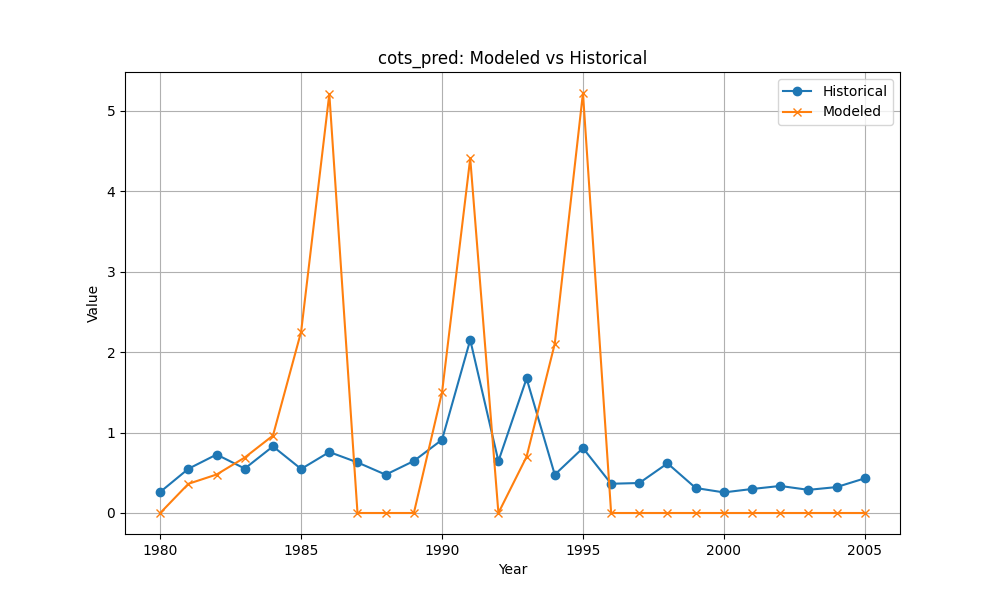 cots_pred: Modeled vs Historical
Historical
Modeled
Value
5
4
3
2
1
0
1980 1985 1990 1995 2000 2005
Year